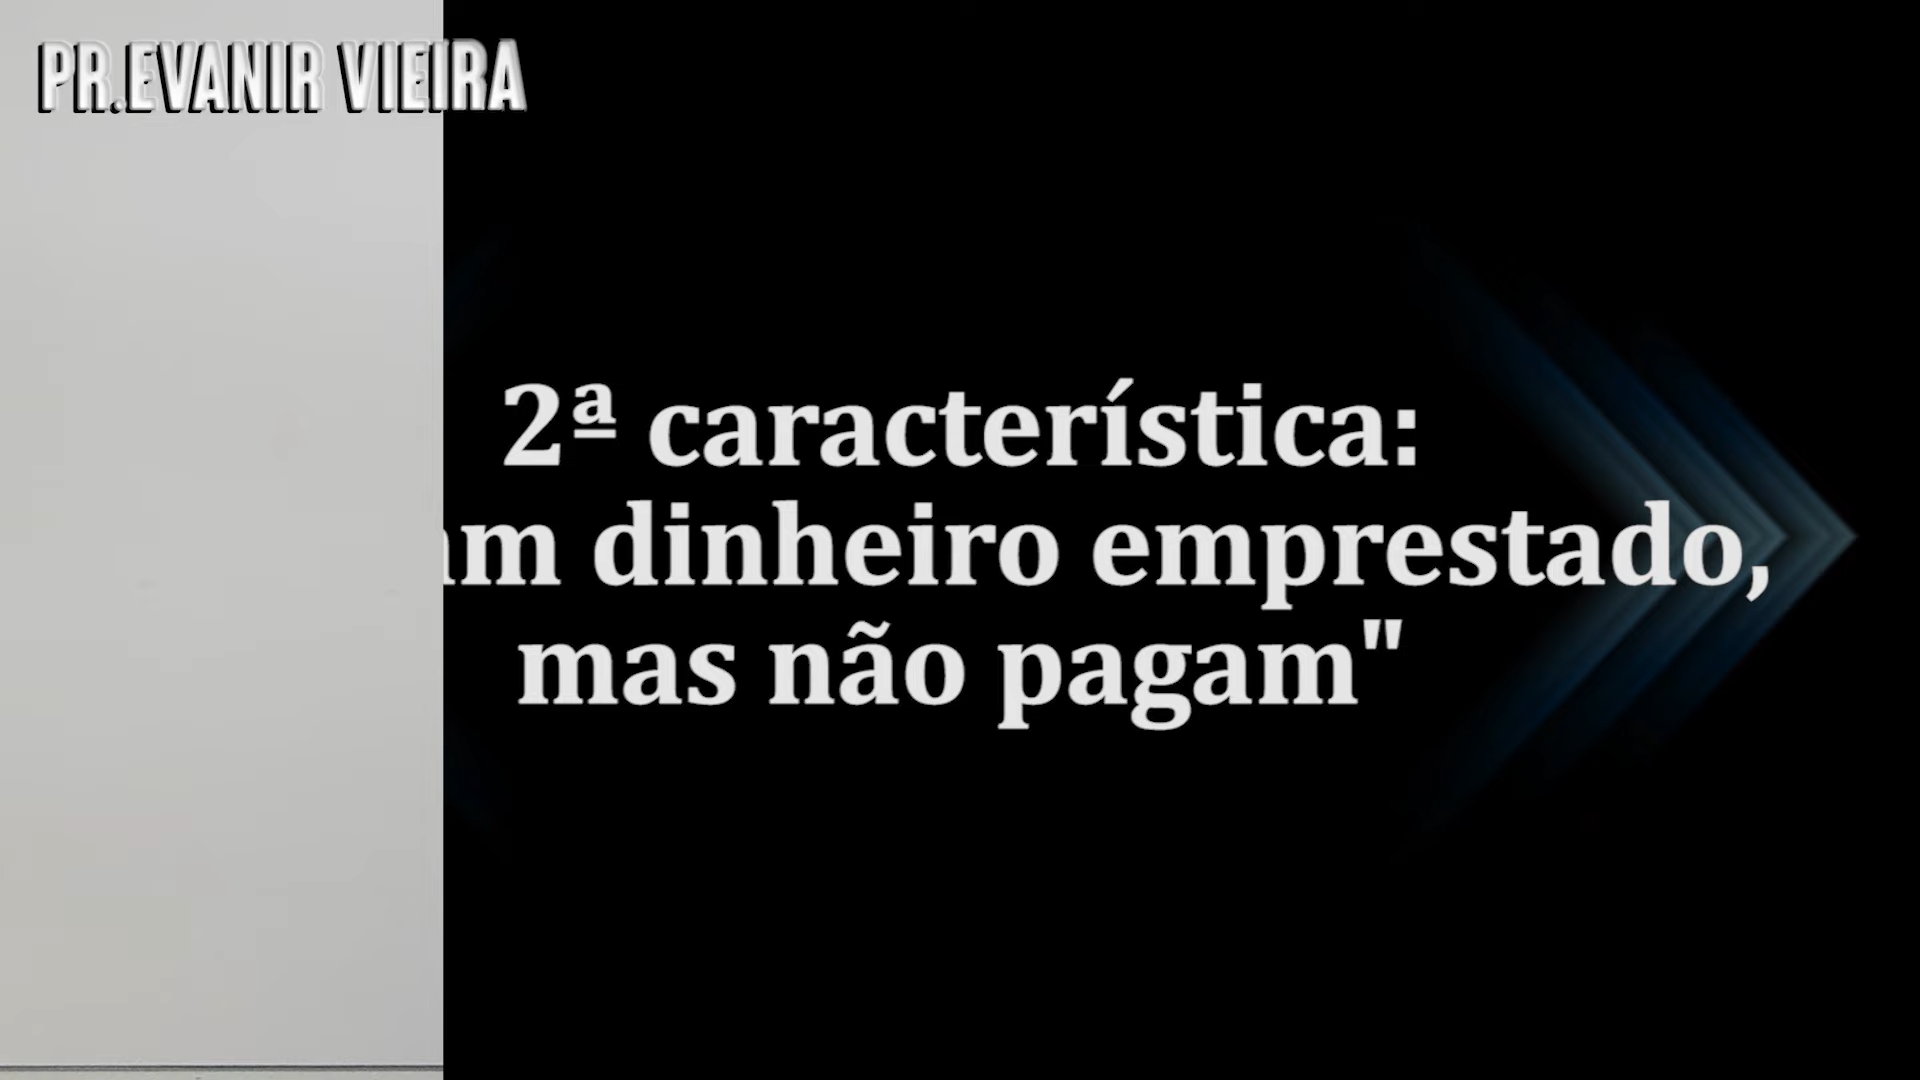 PR.EVANIR VIEIRA
2ª característica:
dinheiro emprestado,
mas não pagam"